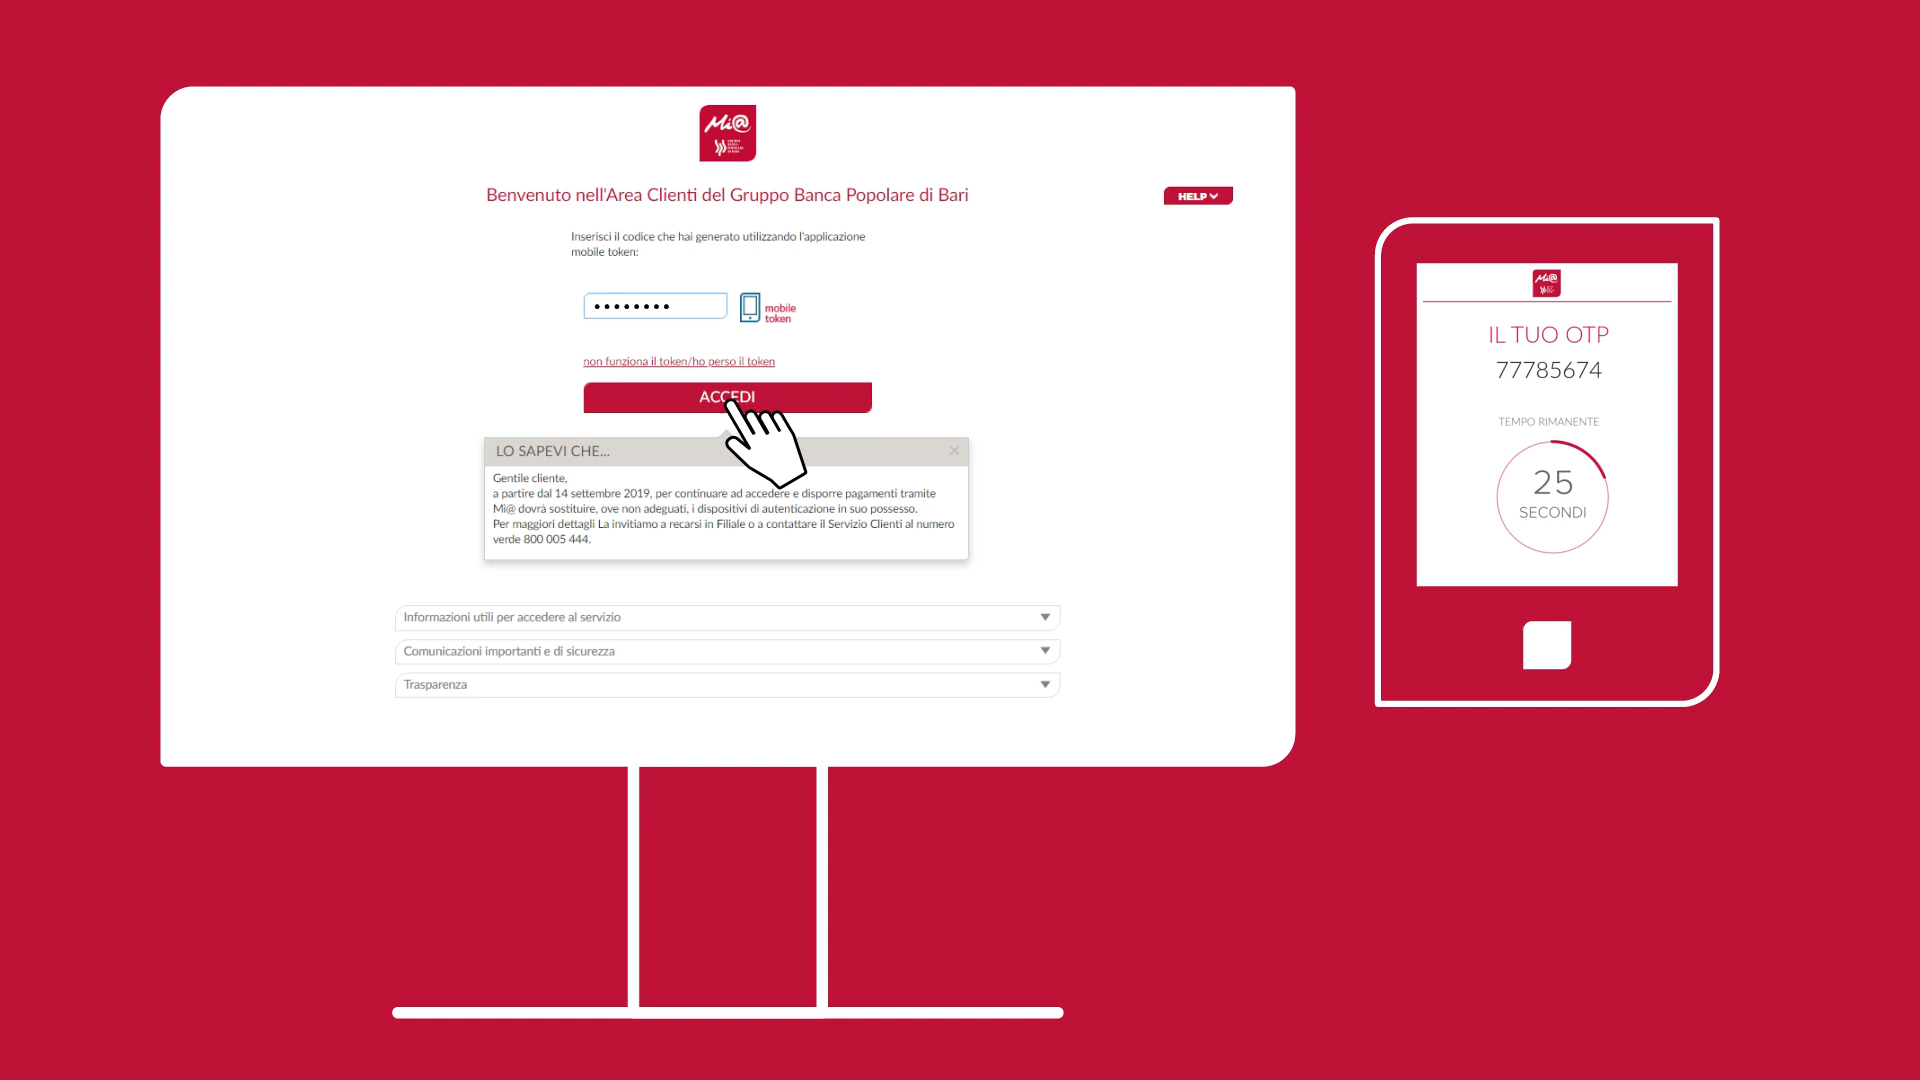 Mi@
Benvenuto nell'Area Clienti del Gruppo Banca Popolare di Bari
HELP
Inserisci il codice che hai generato utilizzando l'applicazione
mobile token:
mobile
token
non funziona il token/ho perso il token
ACCEDI
LO SAPEVI CHE...
Gentile cliente,
a partire dal 14 settembre 2019, per continuare ad accedere e disporre pagamenti tramite
Mi@ dovrà sostituire, ove non adeguati, i dispositivi di autenticazione in suo possesso.
Per maggiori dettagli La invitiamo a recarsi in Filiale o a contattare il Servizio Clienti al numero
verde 800 005 444.
Informazioni utili per accedere al servizio
Comunicazioni importanti e di sicurezza
Trasparenza
Mi@
IL TUO OTP
77785674
TEMPO RIMANENTE
25
SECONDI